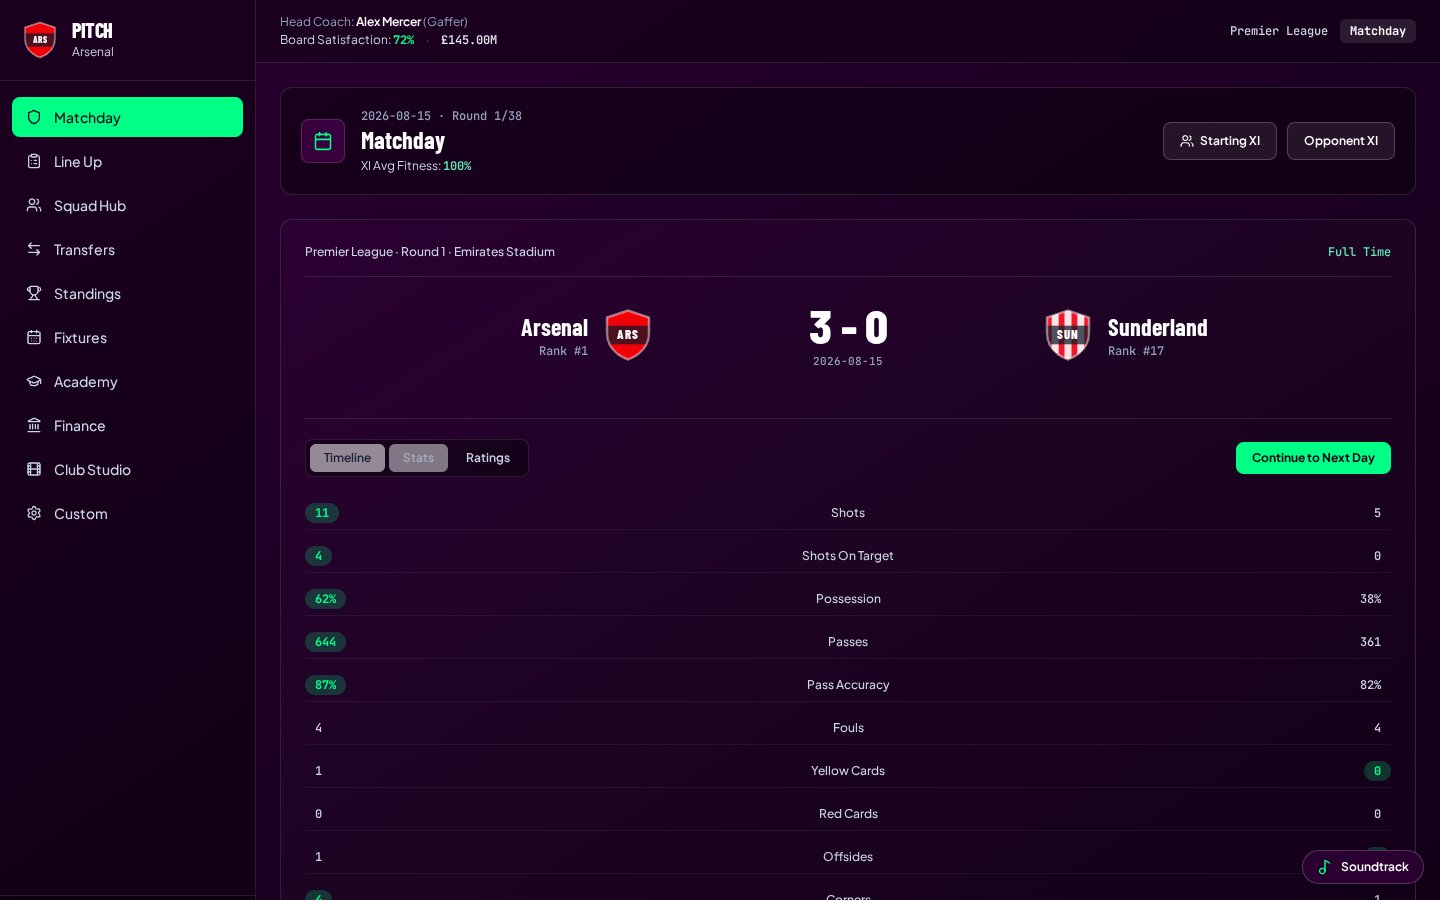 ARS
PITCH
Arsenal
Matchday
Line Up
Squad Hub
Transfers
Standings
Fixtures
Academy
Finance
Club Studio
Custom
Head Coach: Alex Mercer (Gaffer)
Board Satisfaction: 72% · £145.00M
Premier League Matchday
2026-08-15 · Round 1/38
Matchday
XI Avg Fitness: 100%
Starting XI
Opponent XI
Premier League · Round 1 · Emirates Stadium
Full Time
Arsenal
Rank #1
ARS
3 - 0
2026-08-15
SUN
Sunderland
Rank #17
Timeline Stats Ratings
Continue to Next Day
11 Shots 5
4 Shots On Target 0
62% Possession 38%
644 Passes 361
87% Pass Accuracy 82%
4 Fouls 4
1 Yellow Cards 0
0 Red Cards 0
1 Offsides
Soundtrack
Corners 1